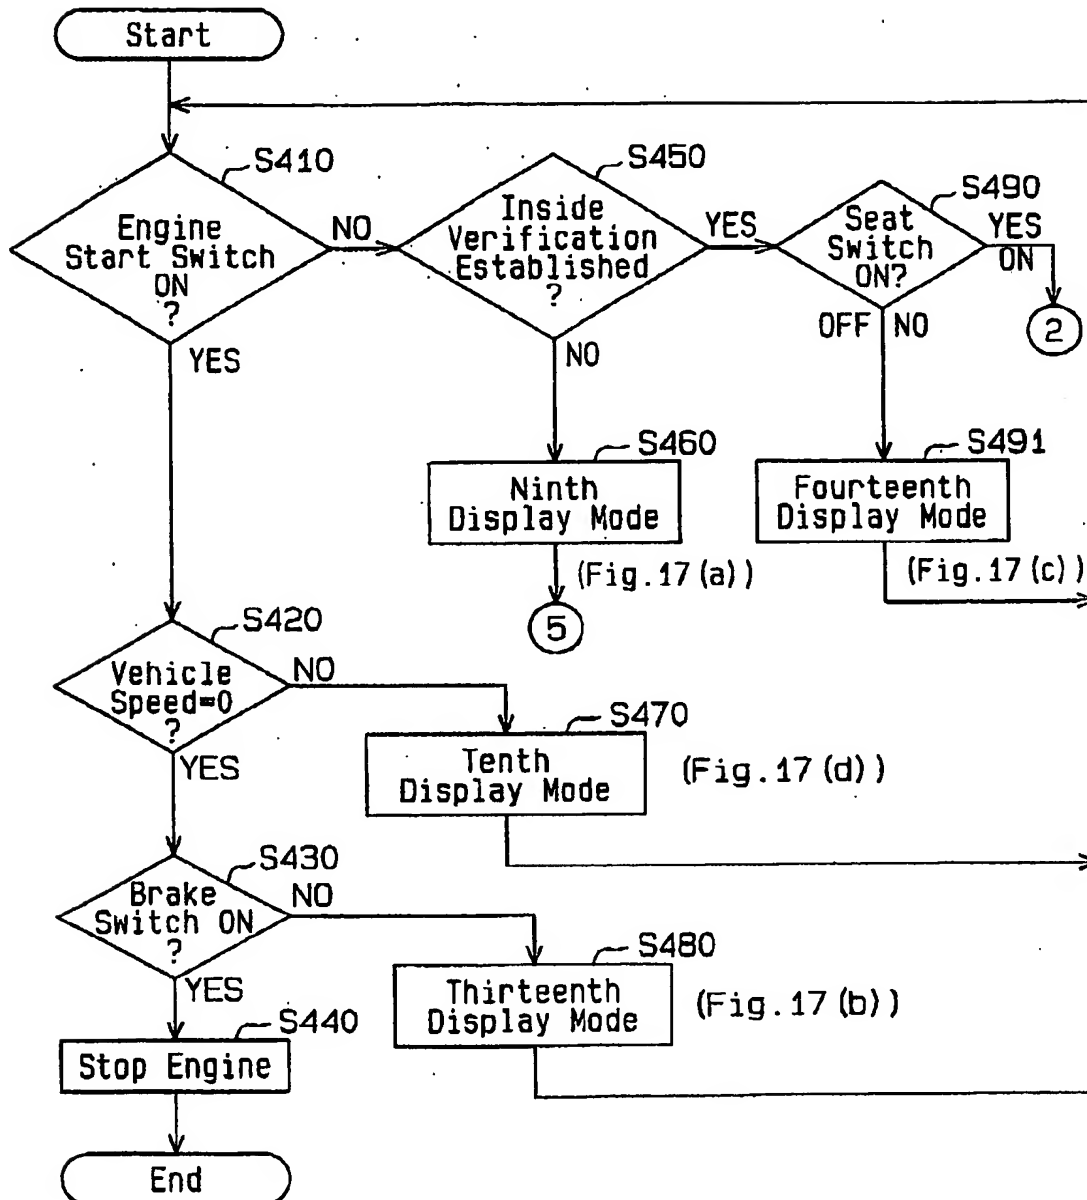 Start
S410
Engine
Start Switch
ON
?
NO
YES
S450
Inside
Verification
Established
?
YES
NO
S490
Seat
Switch
ON?
YES
ON
OFF NO
2
S460
Ninth
Display Mode
(Fig.17(a))
5
S491
Fourteenth
Display Mode
(Fig.17(c))
S420
Vehicle
Speed=0
?
NO
YES
S470
Tenth
Display Mode
(Fig.17(d))
S430
Brake
Switch ON
?
NO
YES
S480
Thirteenth
Display Mode
(Fig.17(b))
S440
Stop Engine
End